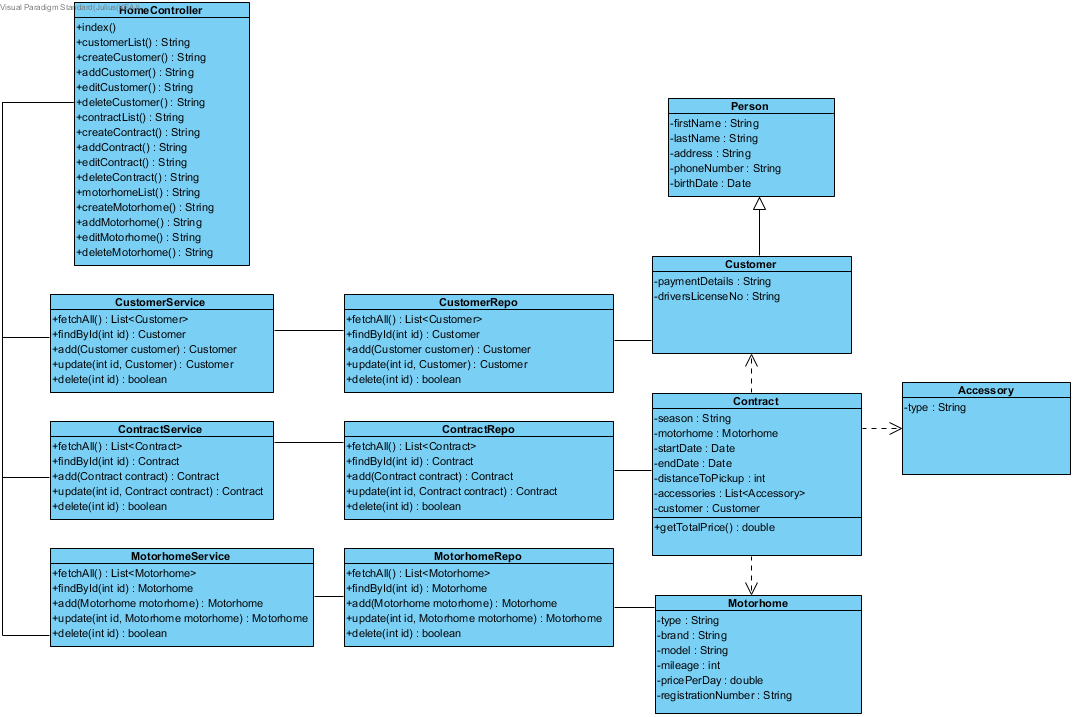 Visual Paradigm Standard(Julius
HomeController
+index()
+customerList() : String
+createCustomer() : String
+addCustomer() : String
+editCustomer() : String
+deleteCustomer() : String
+contractList() : String
+createContract() : String
+addContract() : String
+editContract() : String
+deleteContract() : String
+motorhomeList() : String
+createMotorhome() : String
+addMotorhome() : String
+editMotorhome() : String
+deleteMotorhome() : String
Person
-firstName : String
-lastName : String
-address : String
-phoneNumber : String
-birthDate : Date
Customer
-paymentDetails : String
-driversLicenseNo : String
CustomerService
+fetchAll() : List<Customer>
+findById(int id) : Customer
+add(Customer customer) : Customer
+update(int id, Customer) : Customer
+delete(int id) : boolean
CustomerRepo
+fetchAll() : List<Customer>
+findById(int id) : Customer
+add(Customer customer) : Customer
+update(int id, Customer) : Customer
+delete(int id) : boolean
Contract
-season : String
-motorhome : Motorhome
-startDate : Date
-endDate : Date
-distanceToPickup : int
-accessories : List<Accessory>
-customer : Customer
+getTotalPrice() : double
Accessory
-type : String
ContractService
+fetchAll() : List<Contract>
+findById(int id) : Contract
+add(Contract contract) : Contract
+update(int id, Contract contract) : Contract
+delete(int id) : boolean
ContractRepo
+fetchAll() : List<Contract>
+findById(int id) : Contract
+add(Contract contract) : Contract
+update(int id, Contract contract) : Contract
+delete(int id) : boolean
MotorhomeService
+fetchAll() : List<Motorhome>
+findById(int id) : Motorhome
+add(Motorhome motorhome) : Motorhome
+update(int id, Motorhome motorhome) : Motorhome
+delete(int id) : boolean
MotorhomeRepo
+fetchAll() : List<Motorhome>
+findById(int id) : Motorhome
+add(Motorhome motorhome) : Motorhome
+update(int id, Motorhome motorhome) : Motorhome
+delete(int id) : boolean
Motorhome
-type : String
-brand : String
-model : String
-mileage : int
-pricePerDay : double
-registrationNumber : String